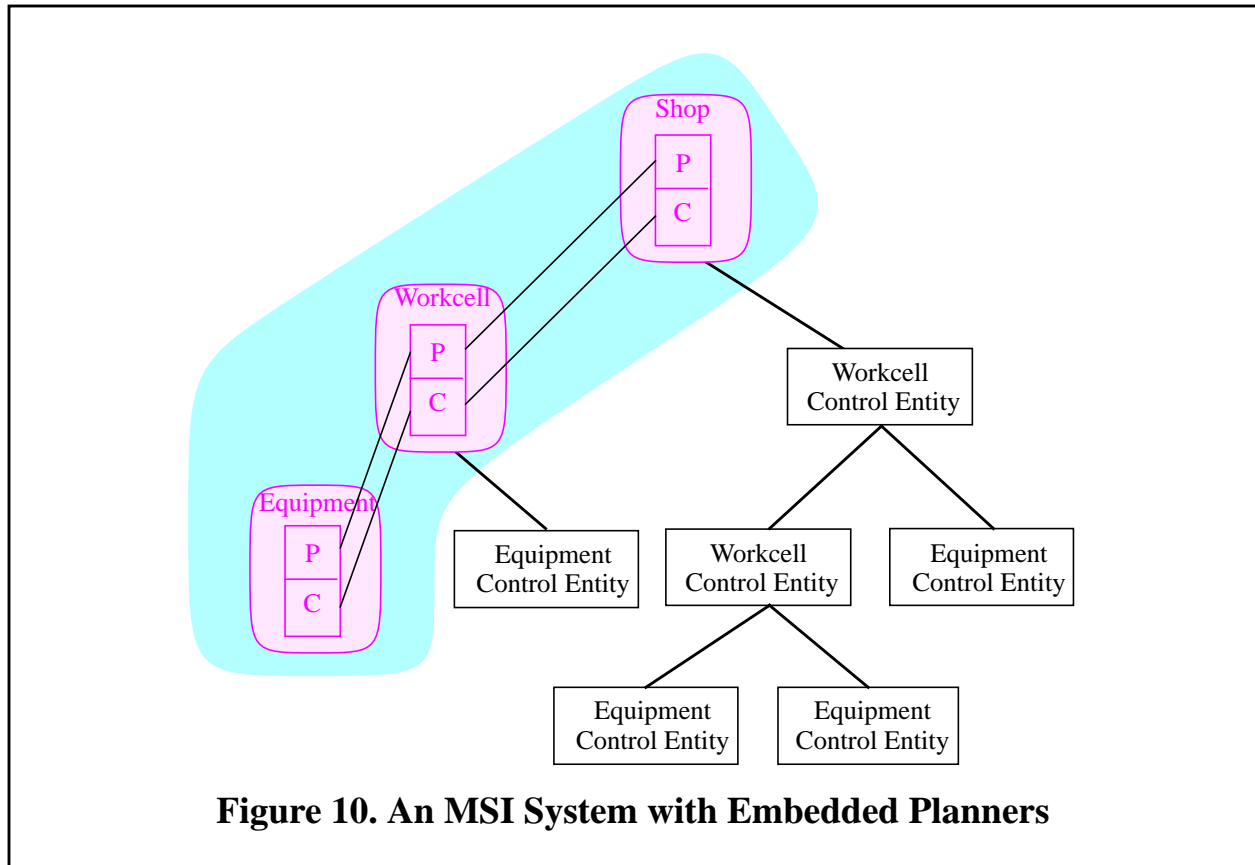 Shop
P
C
Workcell
P
C
Workcell
Control Entity
Equipment
P
C
Equipment
Control Entity
Workcell
Control Entity
Equipment
Control Entity
Equipment
Control Entity
Equipment
Control Entity
Figure 10. An MSI System with Embedded Planners